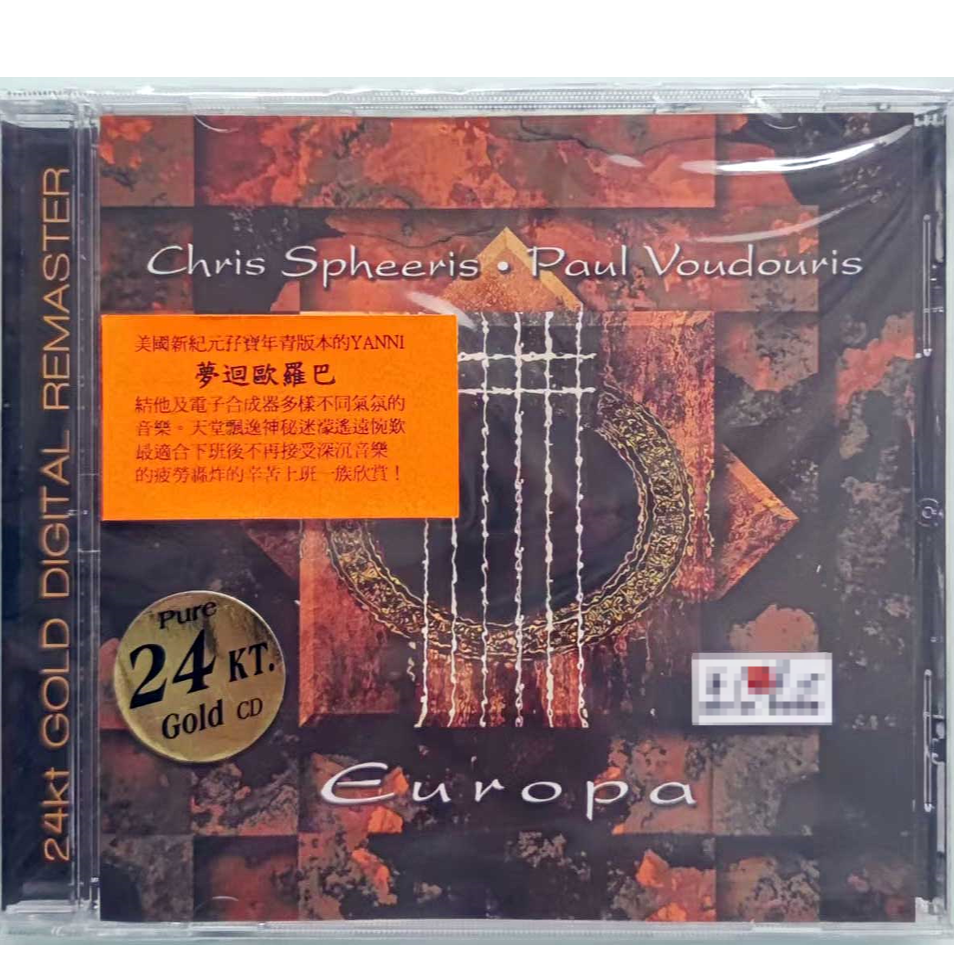 24kt GOLD DIGITAL REMASTER
Chris Spheeris • Paul Voudouris
美國新紀元孖寶年青版本的YANNI
夢迴歐羅巴
結他及電子合成器多樣不同氣氛的
音樂。天堂飄逸神秘迷濛遙遠惋歎
最適合下班後不再接受深沉音樂
的疲勞轟炸的辛苦上班一族欣賞！
Pure
24 KT.
Gold CD
Europa